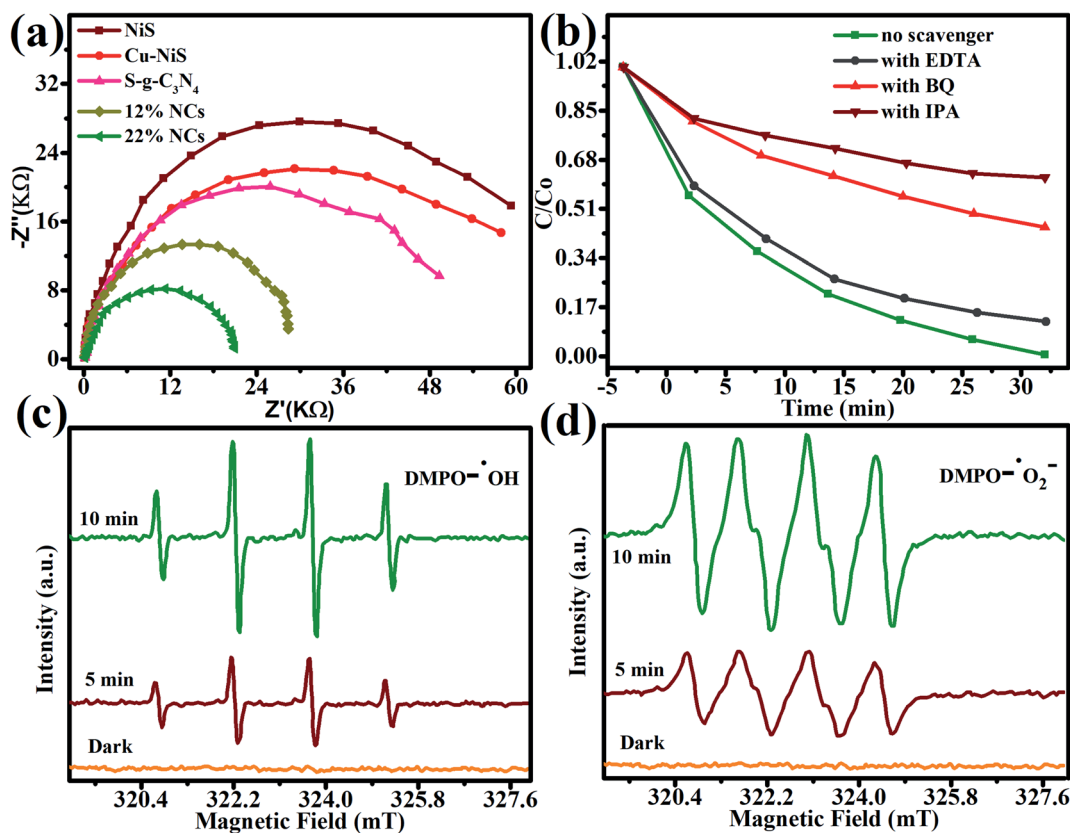 (a)
NiS
Cu-NiS
S-g-C₃N₄
12% NCs
22% NCs
-Z''(KΩ)
32
24
16
8
0
0 12 24 36 48 60
Z'(KΩ)
(b)
no scavenger
with EDTA
with BQ
with IPA
C/Co
1.02
0.85
0.68
0.51
0.34
0.17
0.00
-5 0 5 10 15 20 25 30
Time (min)
(c)
DMPO-•OH
10 min
5 min
Dark
Intensity (a.u.)
320.4 322.2 324.0 325.8 327.6
Magnetic Field (mT)
(d)
DMPO-•O₂⁻
10 min
5 min
Dark
Intensity (a.u.)
320.4 322.2 324.0 325.8 327.6
Magnetic Field (mT)